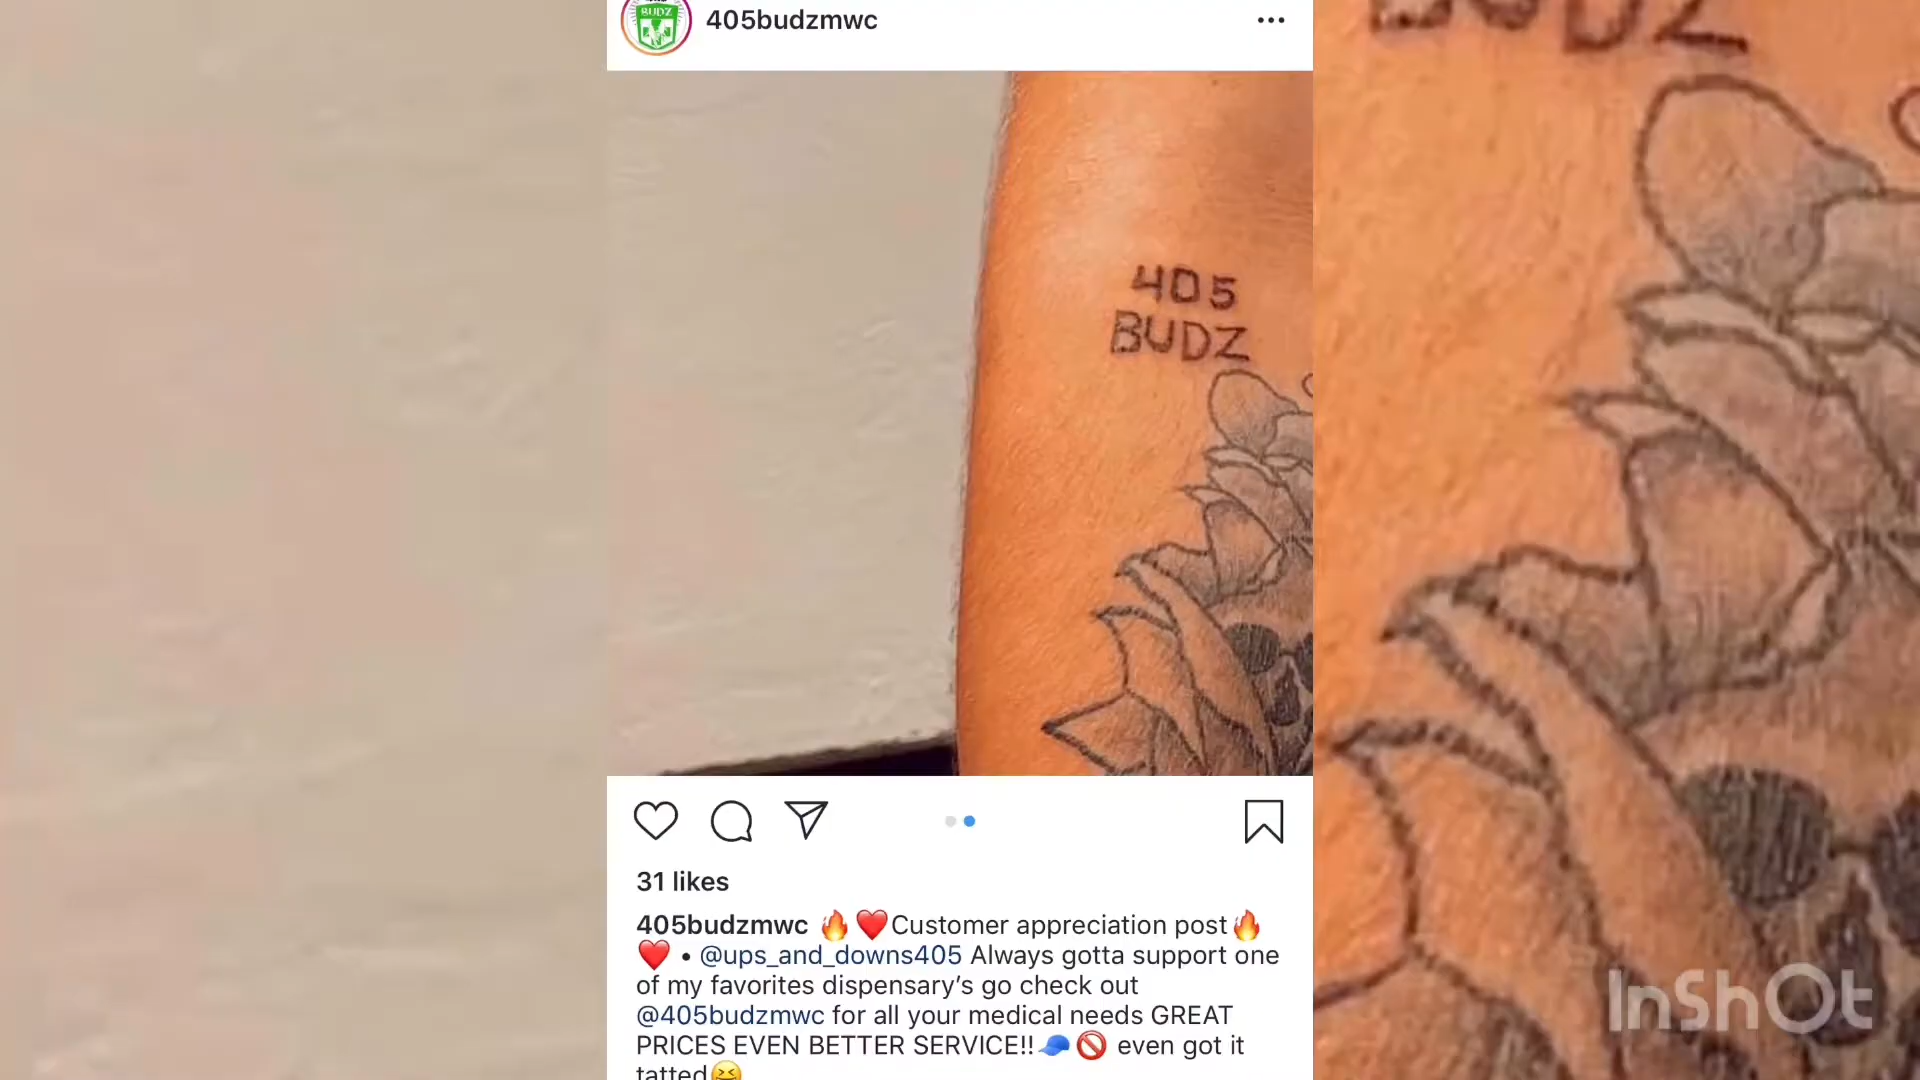 BUDZ
405budzmwc
405
BUDZ
BUDZ
31 likes
405budzmwc 🔥❤️Customer appreciation post🔥
❤️ • @ups_and_downs405 Always gotta support one
of my favorites dispensary’s go check out
@405budzmwc for all your medical needs GREAT
PRICES EVEN BETTER SERVICE!!🧢🚫 even got it
tatted😆
InShOt